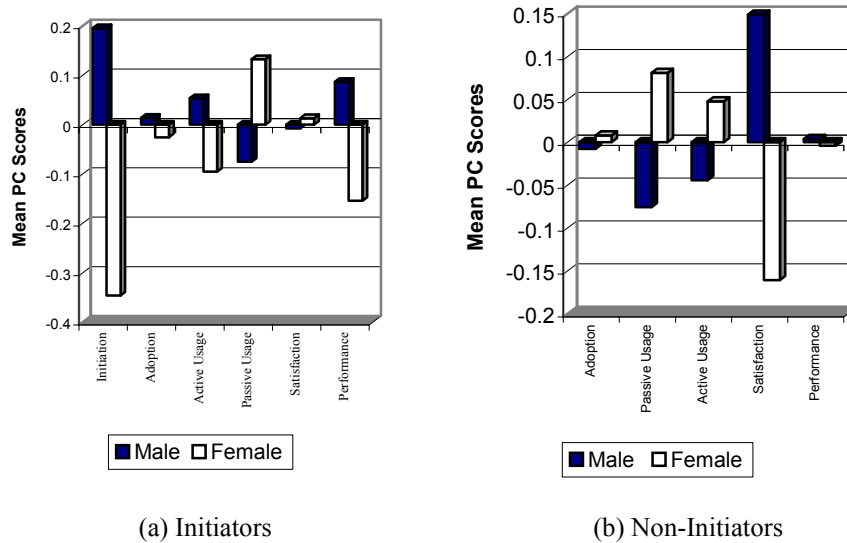 Mean PC Scores
0.2
0.1
0
-0.1
-0.2
-0.3
-0.4
Initiation
Adoption
Active Usage
Passive Usage
Satisfaction
Performance
Male Female
(a) Initiators
Mean PC Scores
0.15
0.1
0.05
0
-0.05
-0.1
-0.15
-0.2
Adoption
Passive Usage
Active Usage
Satisfaction
Performance
Male Female
(b) Non-Initiators